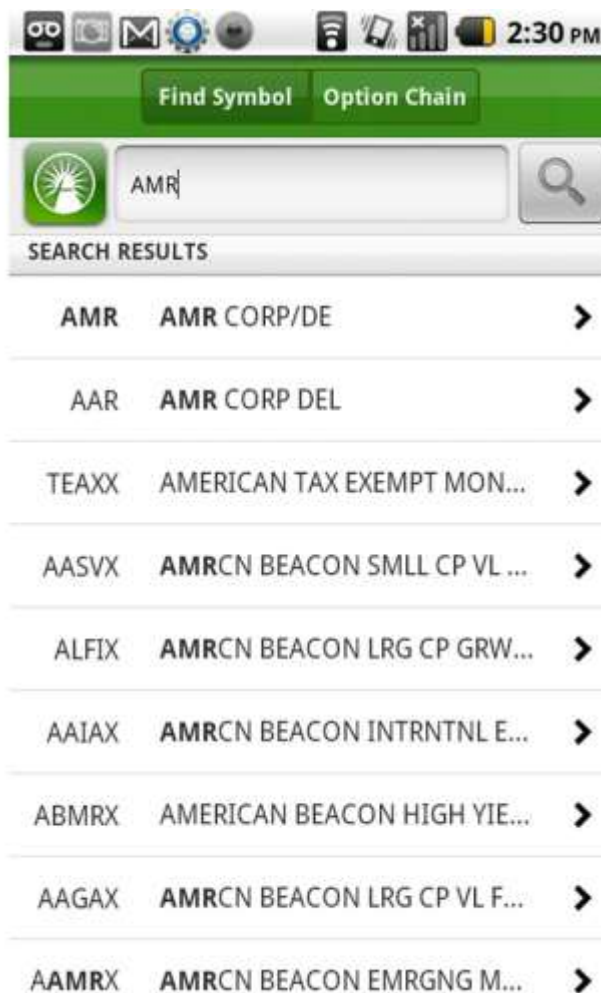 2:30 PM
Find Symbol Option Chain
AMR
SEARCH RESULTS
AMR AMR CORP/DE
AAR AMR CORP DEL
TEAXX AMERICAN TAX EXEMPT MON...
AASVX AMRCN BEACON SMLL CP VL ...
ALFIX AMRCN BEACON LRG CP GRW...
AAIAX AMRCN BEACON INTRNTNL E...
ABMRX AMERICAN BEACON HIGH YIE...
AAGAX AMRCN BEACON LRG CP VL F...
AAMRX AMRCN BEACON EMRGNG M...